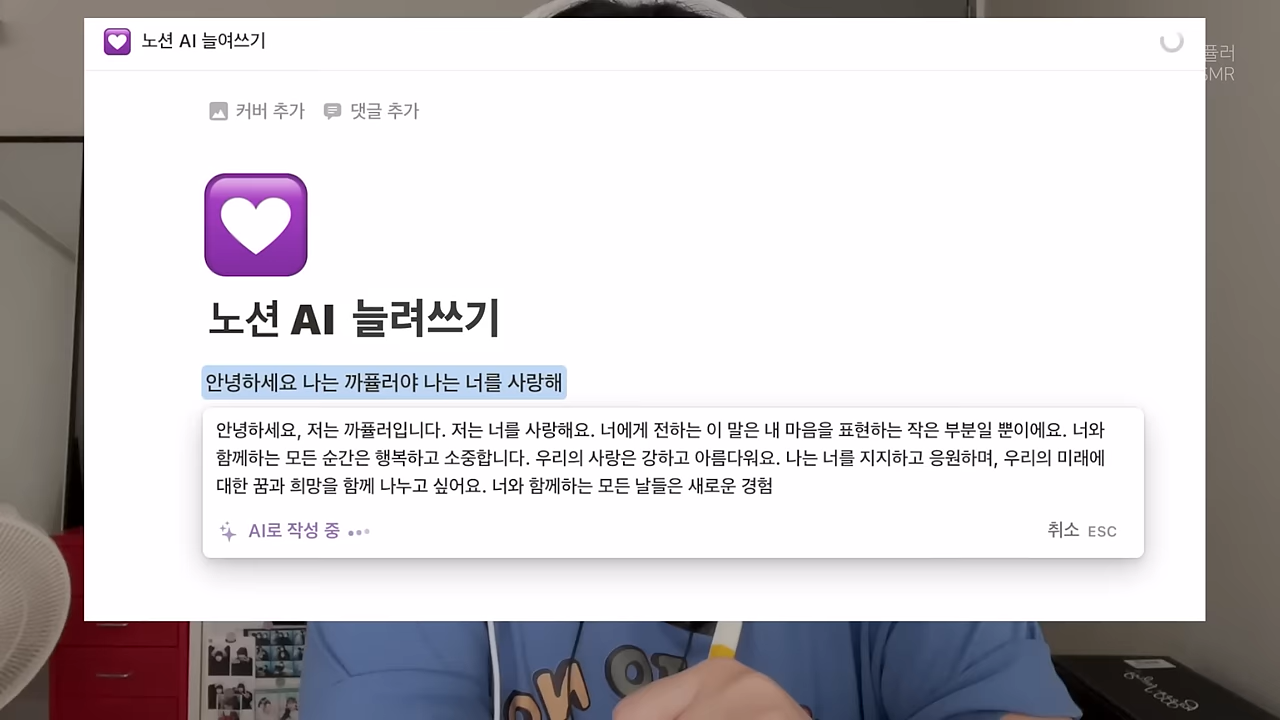 노션 AI 늘여쓰기
퓰러
SMR
커버 추가 댓글 추가
노션 AI 늘려쓰기
안녕하세요 나는 까퓰러야 나는 너를 사랑해
안녕하세요, 저는 까퓰러입니다. 저는 너를 사랑해요. 너에게 전하는 이 말은 내 마음을 표현하는 작은 부분일 뿐이에요. 너와
함께하는 모든 순간은 행복하고 소중합니다. 우리의 사랑은 강하고 아름다워요. 나는 너를 지지하고 응원하며, 우리의 미래에
대한 꿈과 희망을 함께 나누고 싶어요. 너와 함께하는 모든 날들은 새로운 경험
AI로 작성 중 취소 ESC